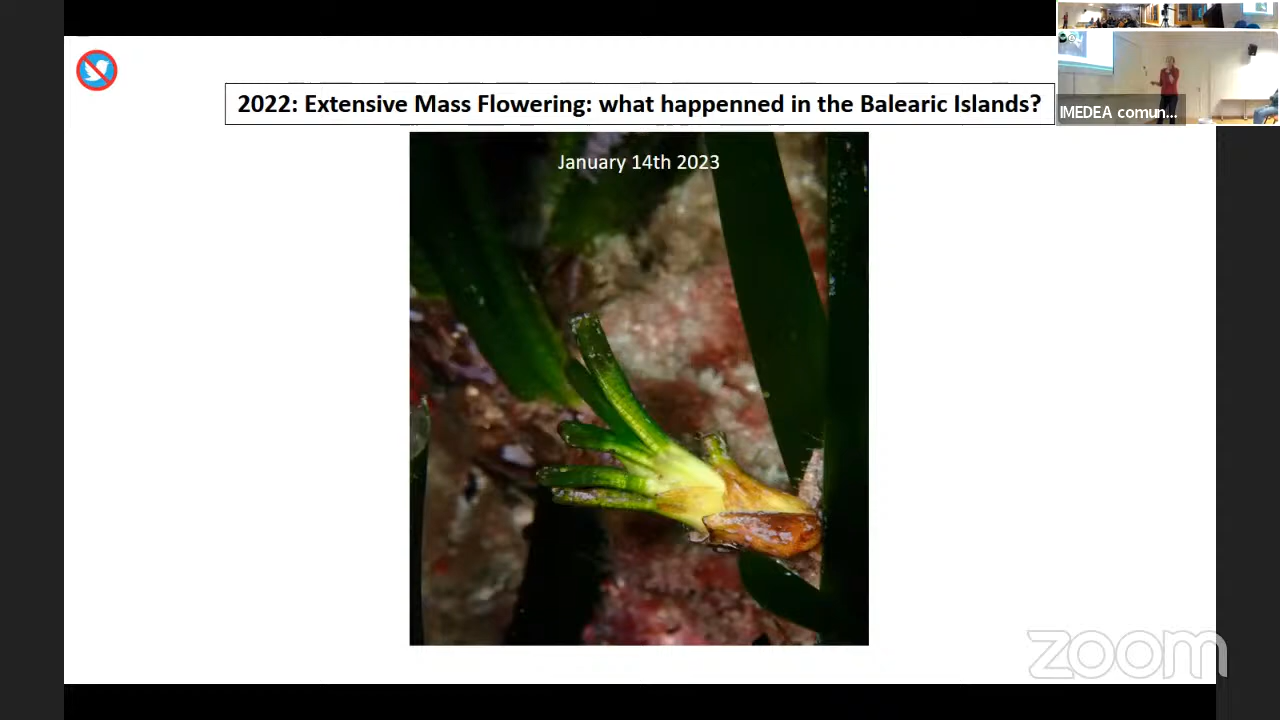 2022: Extensive Mass Flowering: what happenned in the Balearic Islands?
IMEDEA comun...
January 14th 2023
zoom